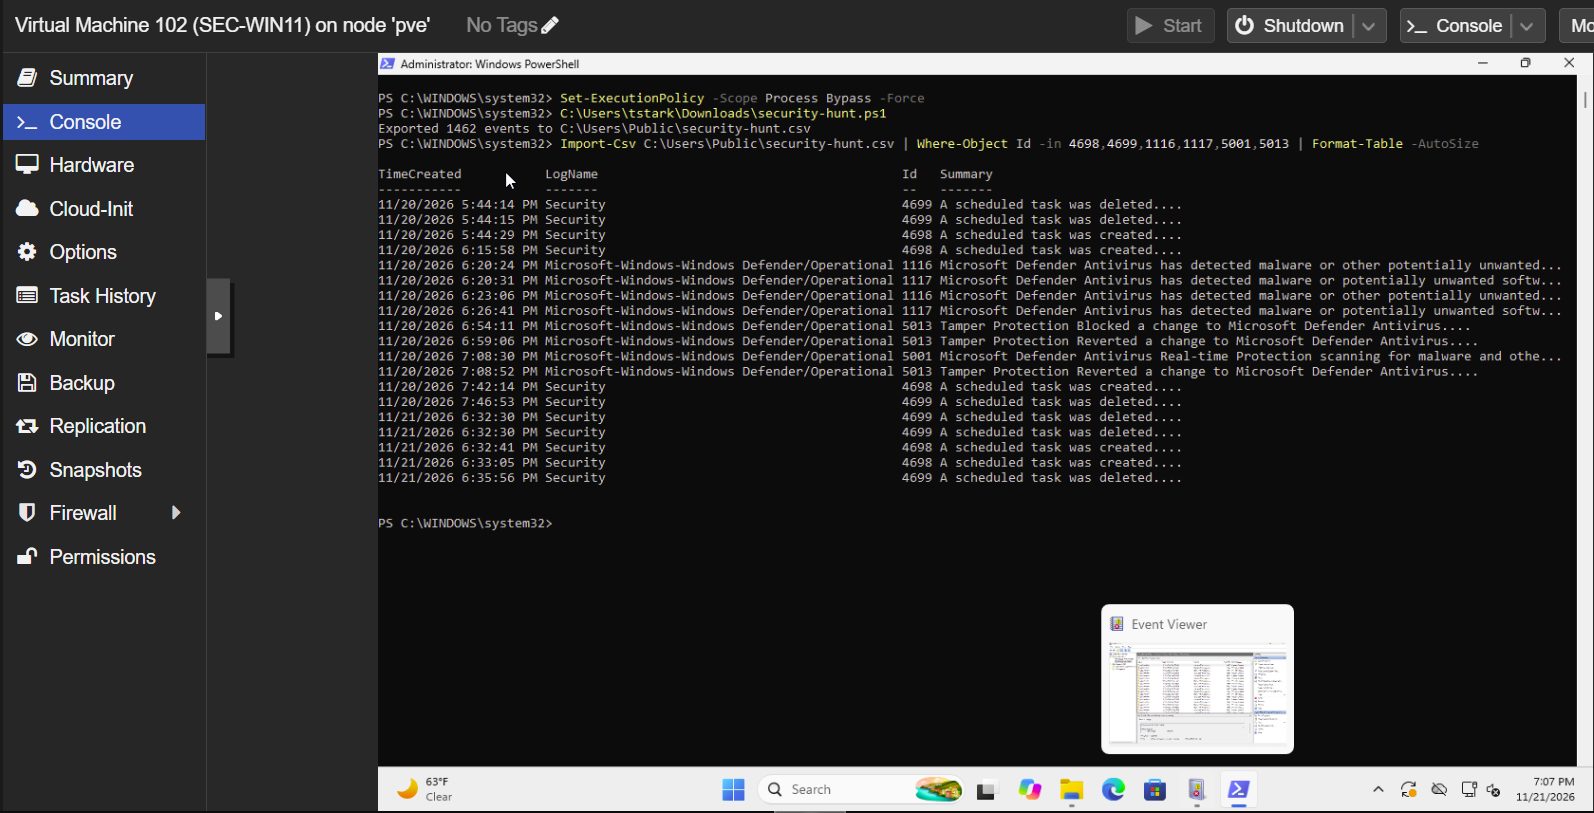 Virtual Machine 102 (SEC-WIN11) on node 'pve' No Tags Start Shutdown Console Mo
Summary
Console
Hardware
Cloud-Init
Options
Task History
Monitor
Backup
Replication
Snapshots
Firewall
Permissions
Administrator: Windows PowerShell
PS C:\WINDOWS\system32> Set-ExecutionPolicy -Scope Process Bypass -Force
PS C:\WINDOWS\system32> C:\Users\tstark\Downloads\security-hunt.ps1
Exported 1462 events to C:\Users\Public\security-hunt.csv
PS C:\WINDOWS\system32> Import-Csv C:\Users\Public\security-hunt.csv | Where-Object Id -in 4698,4699,1116,1117,5001,5013 | Format-Table -AutoSize
TimeCreated LogName Id Summary
----------- ------- -- -------
11/20/2026 5:44:14 PM Security 4699 A scheduled task was deleted....
11/20/2026 5:44:15 PM Security 4699 A scheduled task was deleted....
11/20/2026 5:44:29 PM Security 4698 A scheduled task was created....
11/20/2026 6:15:58 PM Security 4698 A scheduled task was created....
11/20/2026 6:20:24 PM Microsoft-Windows-Windows Defender/Operational 1116 Microsoft Defender Antivirus has detected malware or other potentially unwanted...
11/20/2026 6:20:31 PM Microsoft-Windows-Windows Defender/Operational 1117 Microsoft Defender Antivirus has detected malware or potentially unwanted softw...
11/20/2026 6:23:06 PM Microsoft-Windows-Windows Defender/Operational 1116 Microsoft Defender Antivirus has detected malware or other potentially unwanted...
11/20/2026 6:26:41 PM Microsoft-Windows-Windows Defender/Operational 1117 Microsoft Defender Antivirus has detected malware or potentially unwanted softw...
11/20/2026 6:54:11 PM Microsoft-Windows-Windows Defender/Operational 5013 Tamper Protection Blocked a change to Microsoft Defender Antivirus....
11/20/2026 6:59:06 PM Microsoft-Windows-Windows Defender/Operational 5013 Tamper Protection Reverted a change to Microsoft Defender Antivirus....
11/20/2026 7:08:30 PM Microsoft-Windows-Windows Defender/Operational 5001 Microsoft Defender Antivirus Real-time Protection scanning for malware and othe...
11/20/2026 7:08:52 PM Microsoft-Windows-Windows Defender/Operational 5013 Tamper Protection Reverted a change to Microsoft Defender Antivirus....
11/20/2026 7:42:14 PM Security 4698 A scheduled task was created....
11/20/2026 7:46:53 PM Security 4699 A scheduled task was deleted....
11/21/2026 6:32:30 PM Security 4699 A scheduled task was deleted....
11/21/2026 6:32:30 PM Security 4699 A scheduled task was deleted....
11/21/2026 6:32:41 PM Security 4698 A scheduled task was created....
11/21/2026 6:33:05 PM Security 4698 A scheduled task was created....
11/21/2026 6:35:56 PM Security 4699 A scheduled task was deleted....
PS C:\WINDOWS\system32>
Event Viewer
63°F
Clear
Search
7:07 PM
11/21/2026